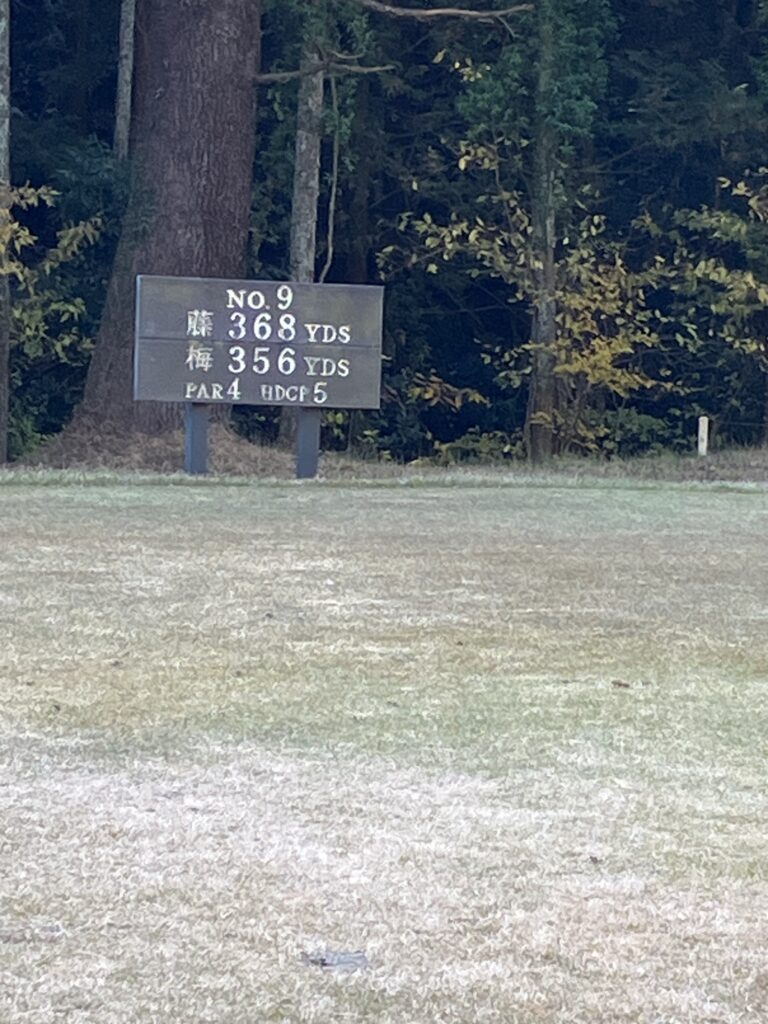 NO. 9
藤 368 YDS
梅 356 YDS
PAR 4 HDCP 5